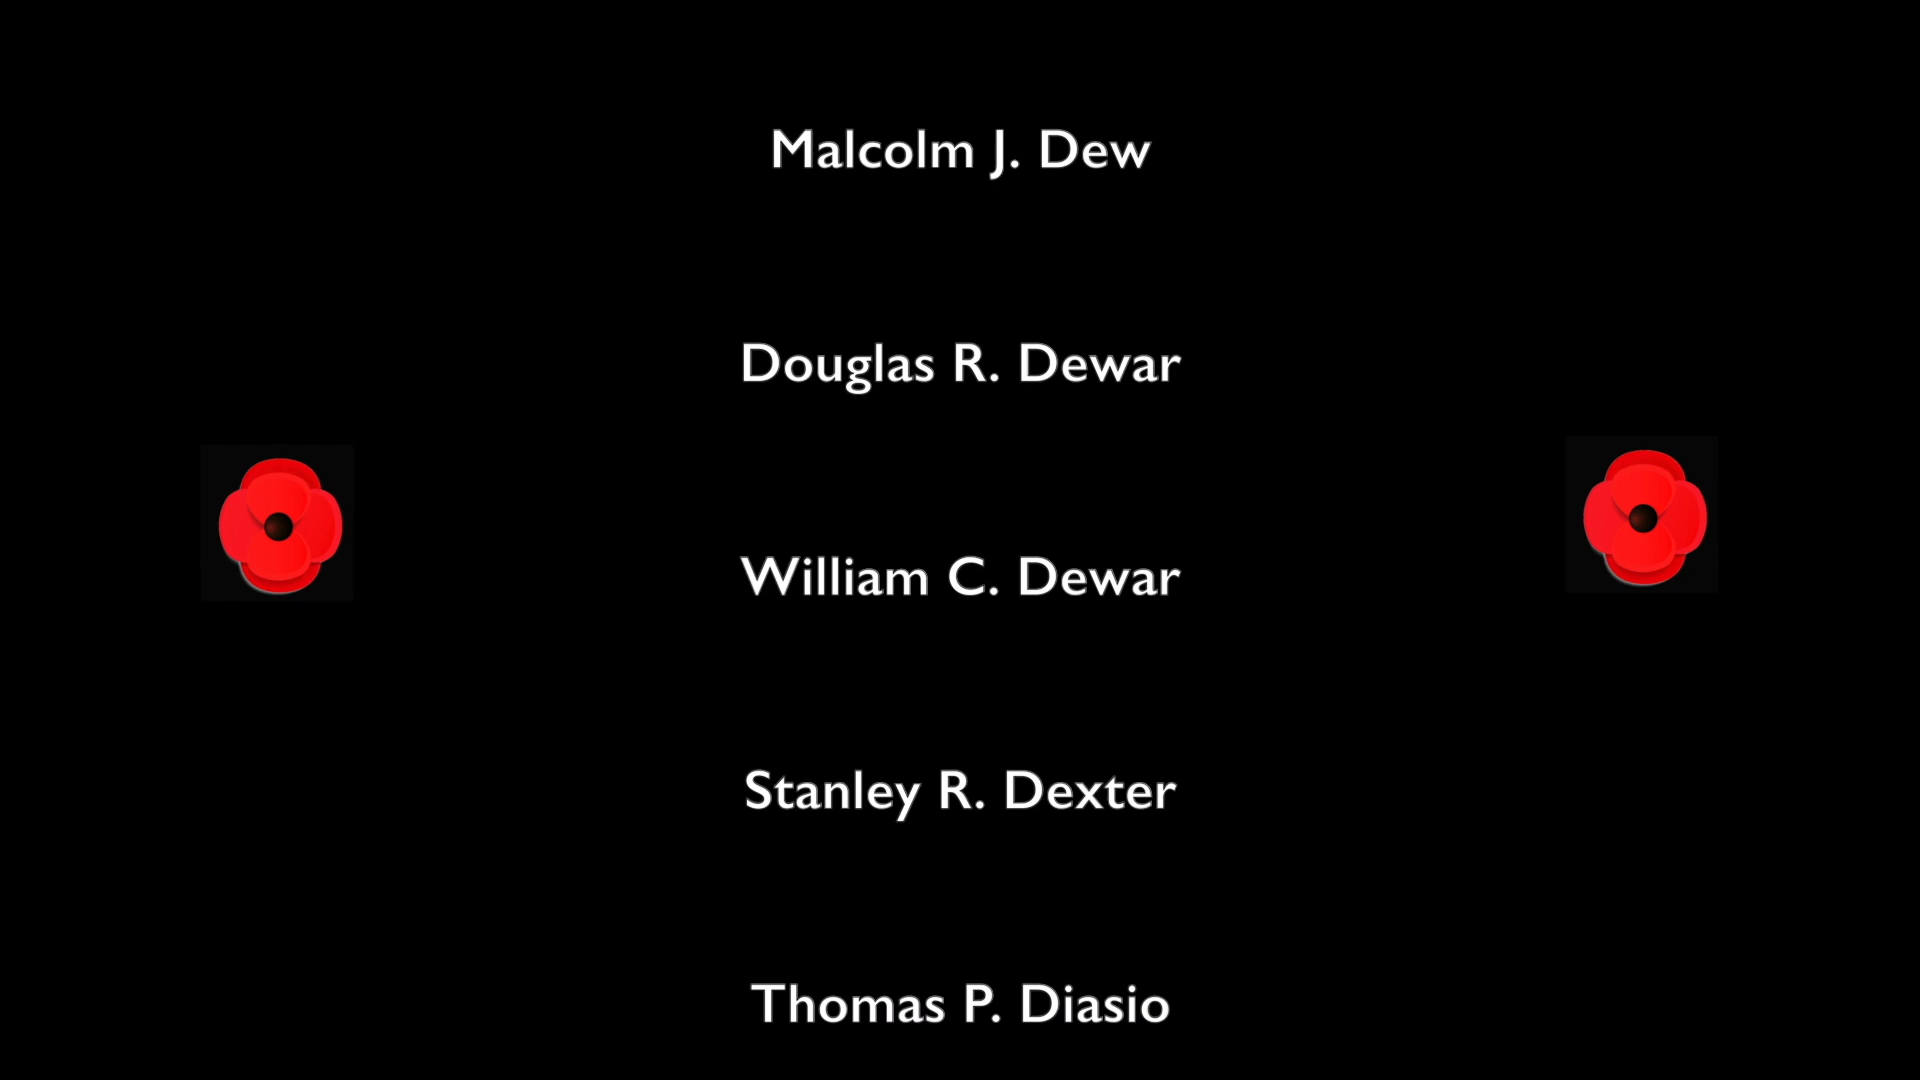 Malcolm J. Dew
Douglas R. Dewar
William C. Dewar
Stanley R. Dexter
Thomas P. Diasio